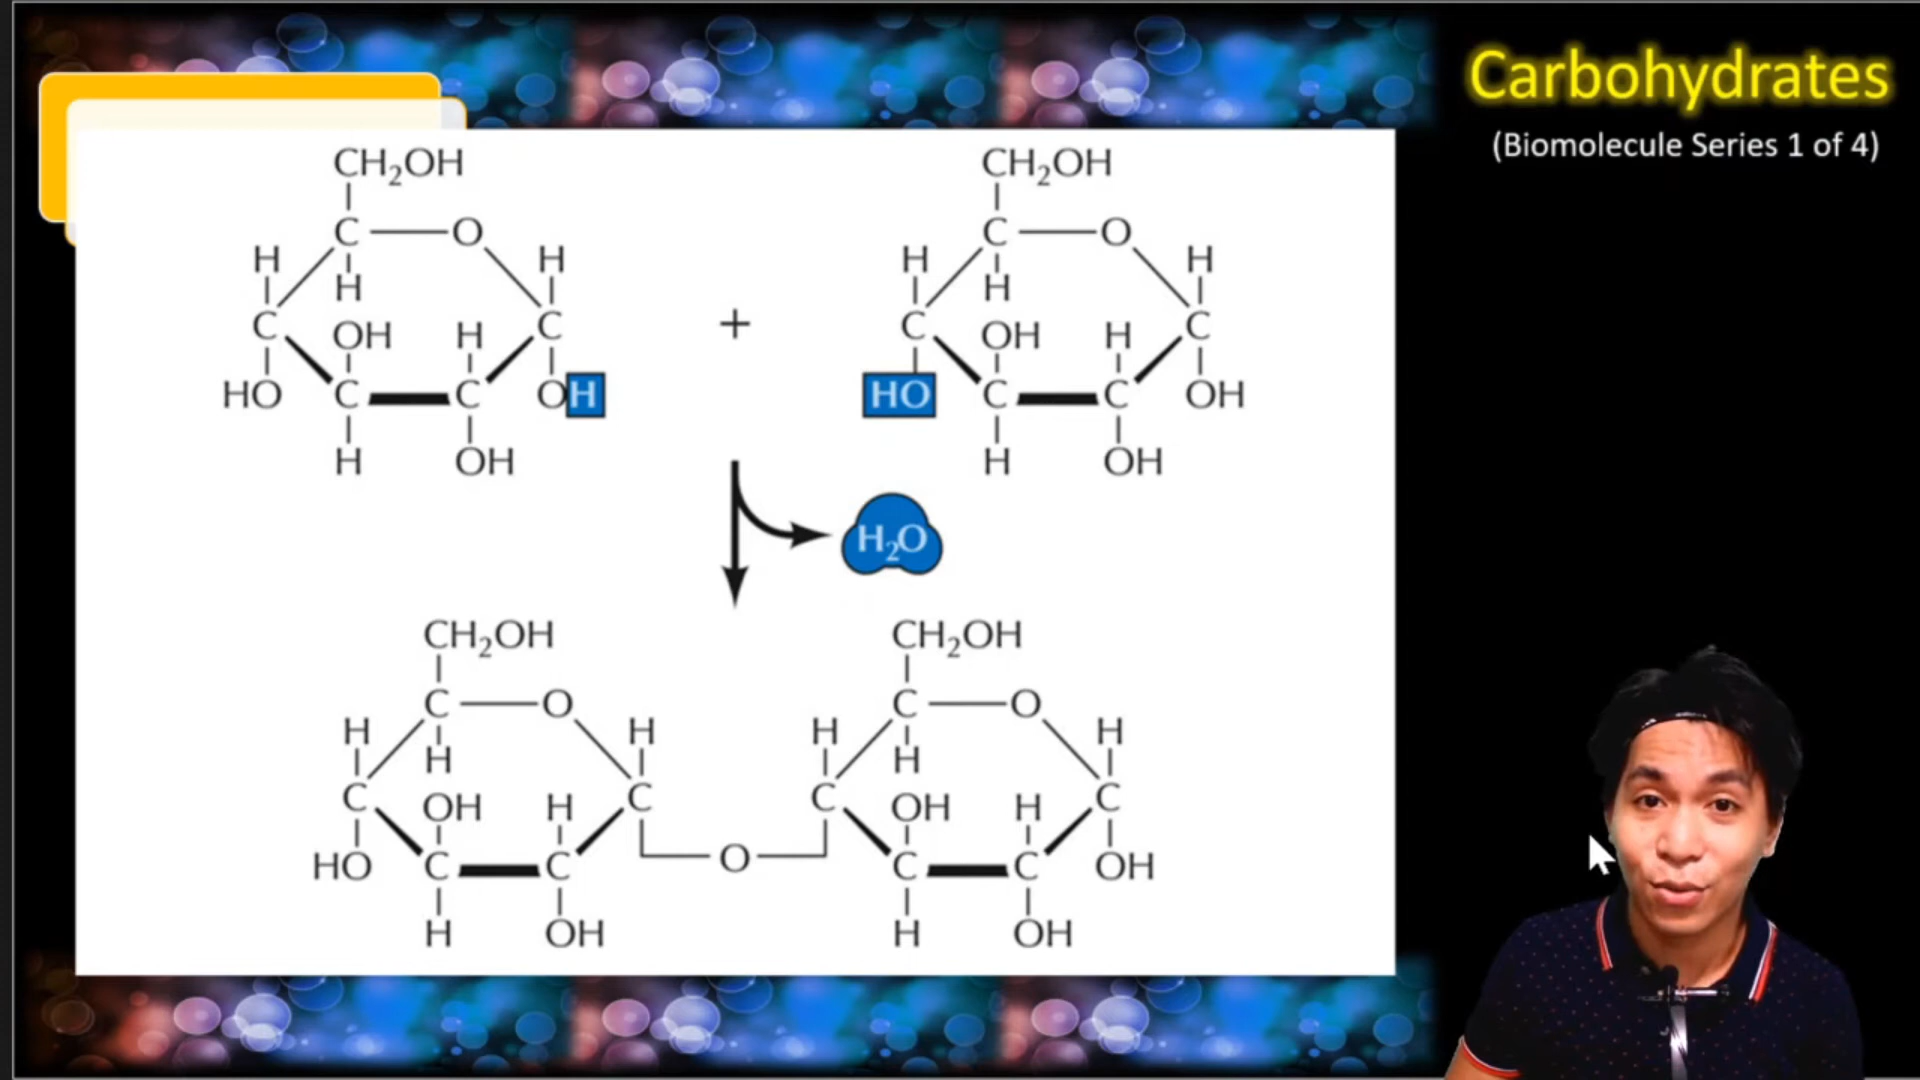 Carbohydrates
(Biomolecule Series 1 of 4)
CH₂OH CH₂OH
C O C O
H H H H
H H
C OH H C + C OH H C
HO C C OH HO C C OH
H OH H OH
H₂O
CH₂OH CH₂OH
C O C O
H H H H
H H
C OH H C C OH H C
O
HO C C C C OH
H OH H OH